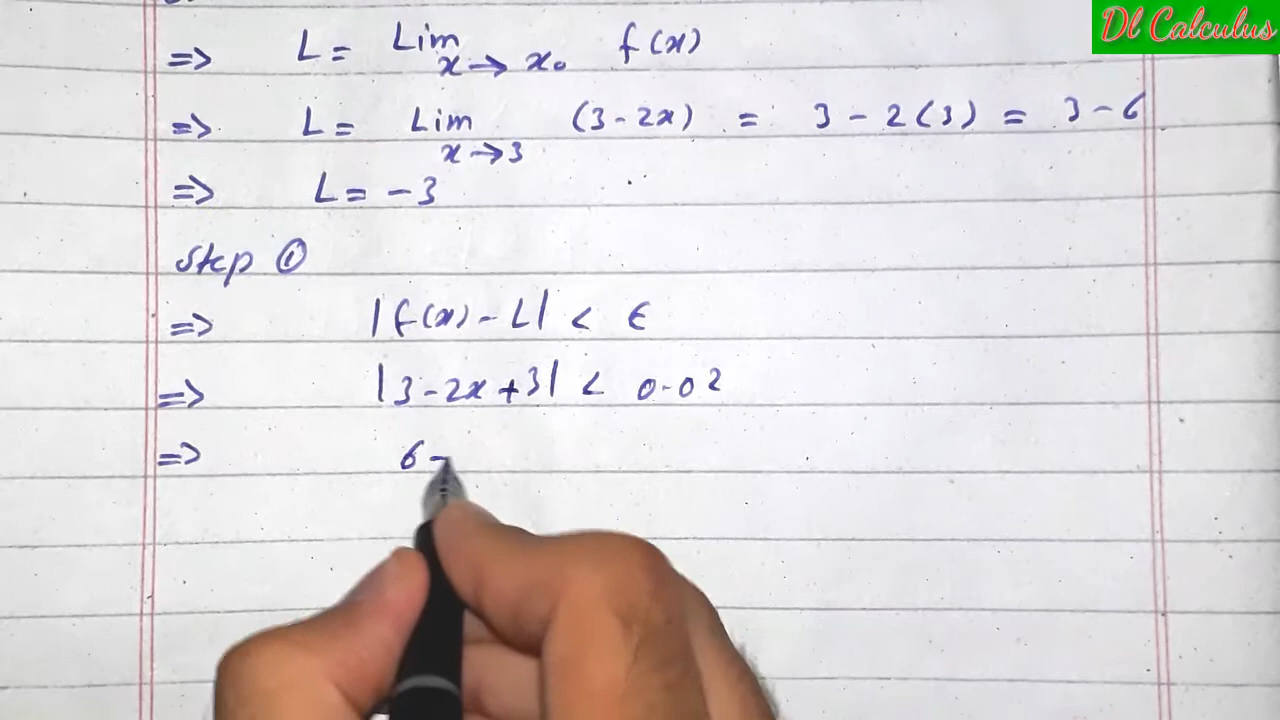 Dl Calculus
=> L = Lim x→x₀ f(x)
=> L = Lim x→3 (3-2x) = 3-2(3) = 3-6
=> L = -3
Step ①
=> |f(x)-L| < ϵ
=> |3-2x+3| < 0.02
=> 6-